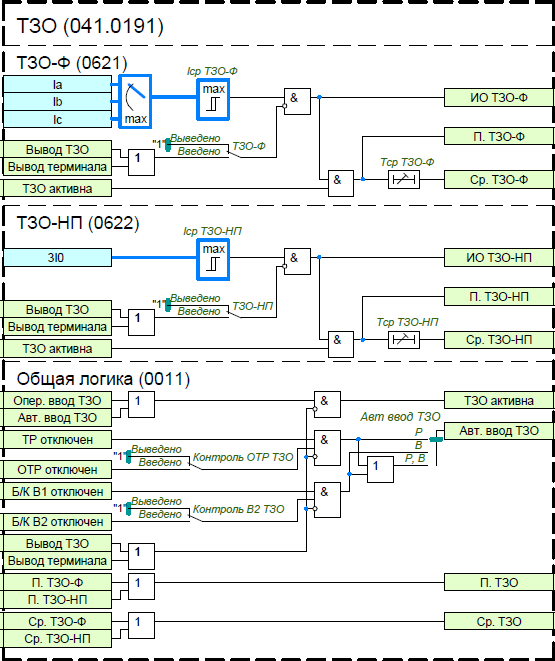 ТЗО (041.0191)
ТЗО-Ф (0621)
Iср ТЗО-Ф
Ia
Ib
Ic
max
max
&
ИО ТЗО-Ф
П. ТЗО-Ф
"1"
Выведено
Введено
ТЗО-Ф
Вывод ТЗО
Вывод терминала
1
Тср ТЗО-Ф
ТЗО активна
&
Ср. ТЗО-Ф
ТЗО-НП (0622)
Iср ТЗО-НП
3I0
max
&
ИО ТЗО-НП
П. ТЗО-НП
"1"
Выведено
Введено
ТЗО-НП
Вывод ТЗО
Вывод терминала
1
Тср ТЗО-НП
ТЗО активна
&
Ср. ТЗО-НП
Общая логика (0011)
Опер. ввод ТЗО
Авт. ввод ТЗО
1
&
ТЗО активна
Авт ввод ТЗО
Р
В
Р, В
Авт. ввод ТЗО
ТР отключен
&
"1"
Выведено
Введено
Контроль ОТР ТЗО
1
ОТР отключен
Б/К В1 отключен
&
"1"
Выведено
Введено
Контроль В2 ТЗО
Б/К В2 отключен
Вывод ТЗО
Вывод терминала
1
П. ТЗО-Ф
П. ТЗО-НП
1
П. ТЗО
Ср. ТЗО-Ф
Ср. ТЗО-НП
1
Ср. ТЗО